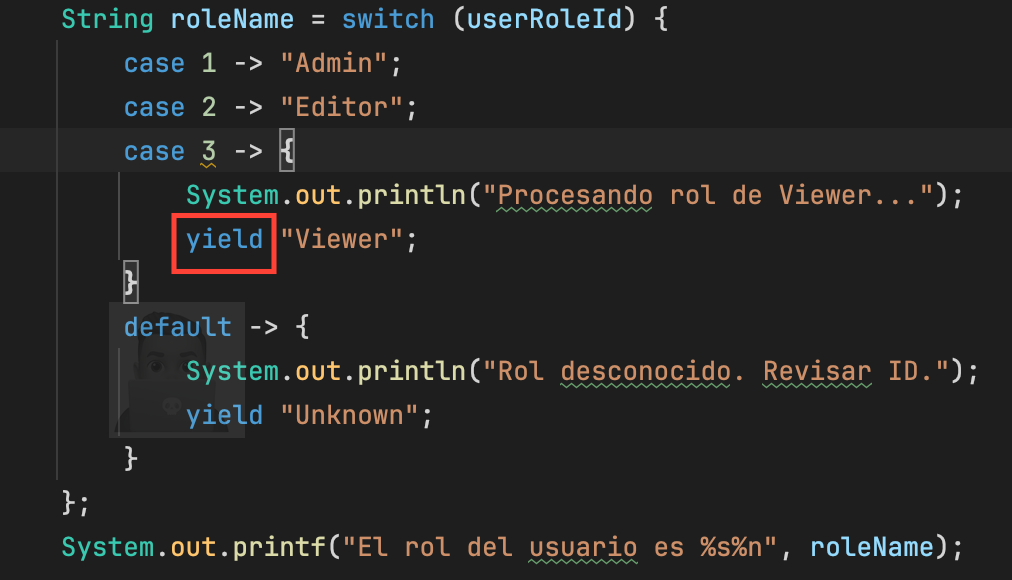 String roleName = switch (userRoleId) {
case 1 -> "Admin";
case 2 -> "Editor";
case 3 -> {
System.out.println("Procesando rol de Viewer...");
yield "Viewer";
}
default -> {
System.out.println("Rol desconocido. Revisar ID.");
yield "Unknown";
}
};
System.out.printf("El rol del usuario es %s%n", roleName);